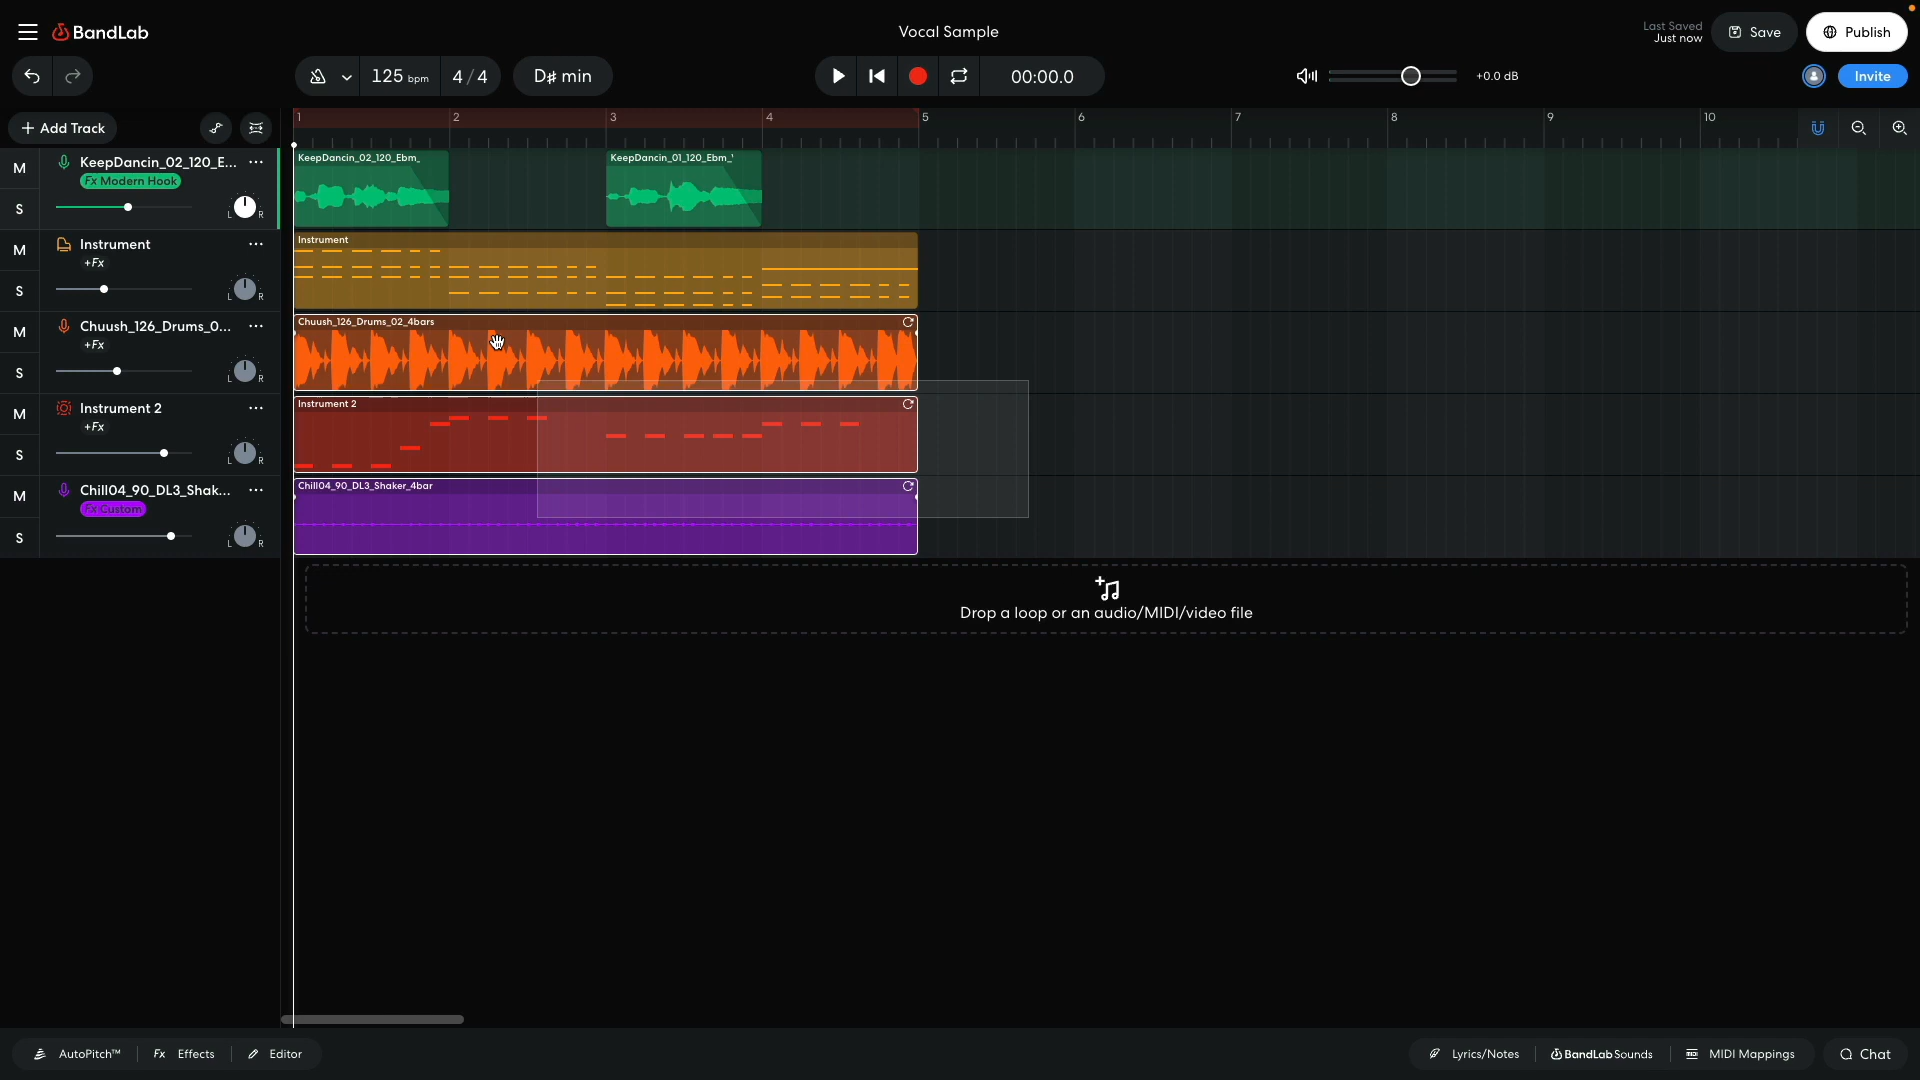 BandLab
Vocal Sample
Last Saved
Just now
Save
Publish
125 bpm
4 / 4
D♯ min
00:00.0
+0.0 dB
Invite
+ Add Track
1 2 3 4 5 6 7 8 9 10
M
S
KeepDancin_02_120_E...
Fx Modern Hook
L R
KeepDancin_02_120_Ebm_
KeepDancin_01_120_Ebm_
M
S
Instrument
+Fx
L R
Instrument
M
S
Chuush_126_Drums_0...
+Fx
L R
Chuush_126_Drums_02_4bars
M
S
Instrument 2
+Fx
L R
Instrument 2
M
S
Chill04_90_DL3_Shak...
Fx Custom
L R
Chill04_90_DL3_Shaker_4bar
Drop a loop or an audio/MIDI/video file
AutoPitch™
Fx Effects
Editor
Lyrics/Notes
BandLab Sounds
MIDI Mappings
Chat